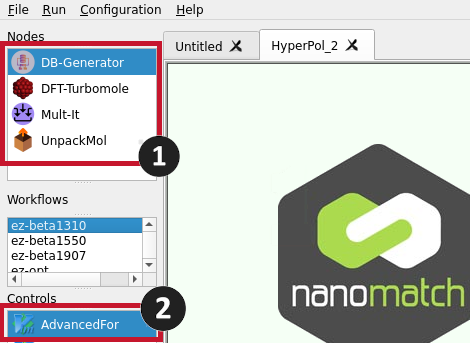 File Run Configuration Help
Nodes
Untitled
HyperPol_2
DB-Generator
DFT-Turbomole
Mult-It
UnpackMol
1
Workflows
ez-beta1310
ez-beta1550
ez-beta1907
ez-opt
Controls
2
AdvancedFor
nanomatch